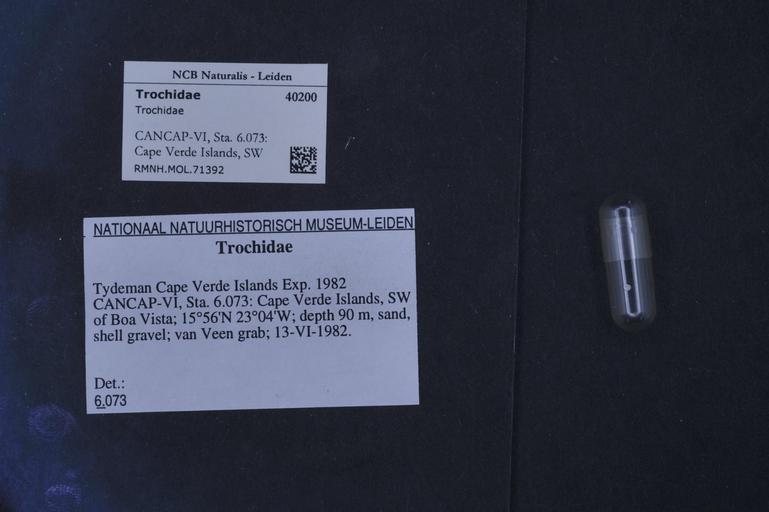 NCB Naturalis - Leiden
Trochidae 40200
Trochidae
CANCAP-VI, Sta. 6.073:
Cape Verde Islands, SW
RMNH.MOL.71392
NATIONAAL NATUURHISTORISCH MUSEUM-LEIDEN
Trochidae
Tydeman Cape Verde Islands Exp. 1982
CANCAP-VI, Sta. 6.073: Cape Verde Islands, SW
of Boa Vista; 15°56'N 23°04'W; depth 90 m, sand,
shell gravel; van Veen grab; 13-VI-1982.
Det.:
6.073